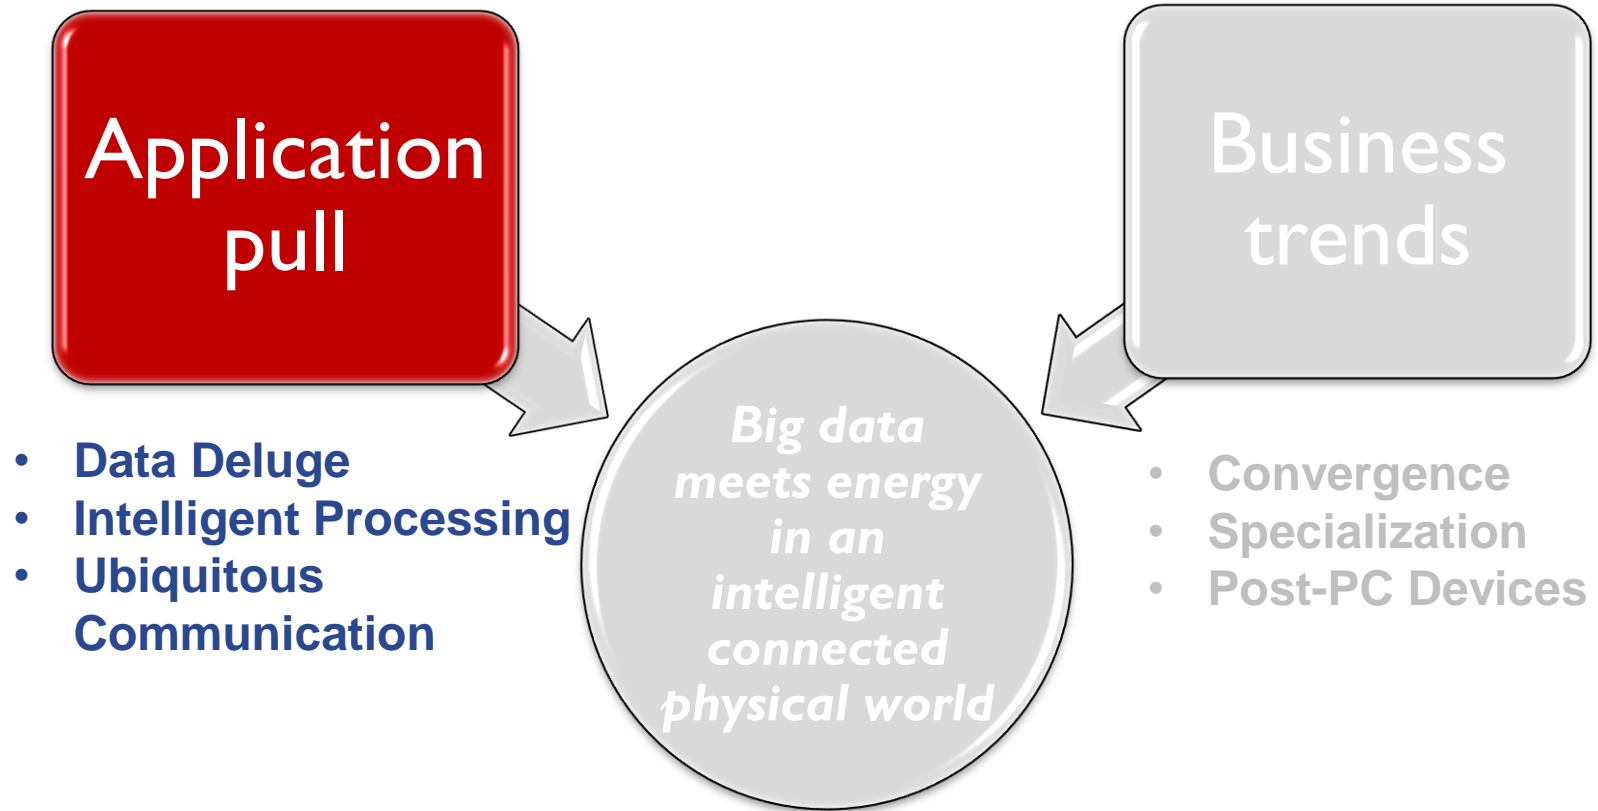 Application
pull
Business
trends
• Data Deluge
• Intelligent Processing
• Ubiquitous
Communication
Big data
meets energy
in an
intelligent
connected
physical world
• Convergence
• Specialization
• Post-PC Devices